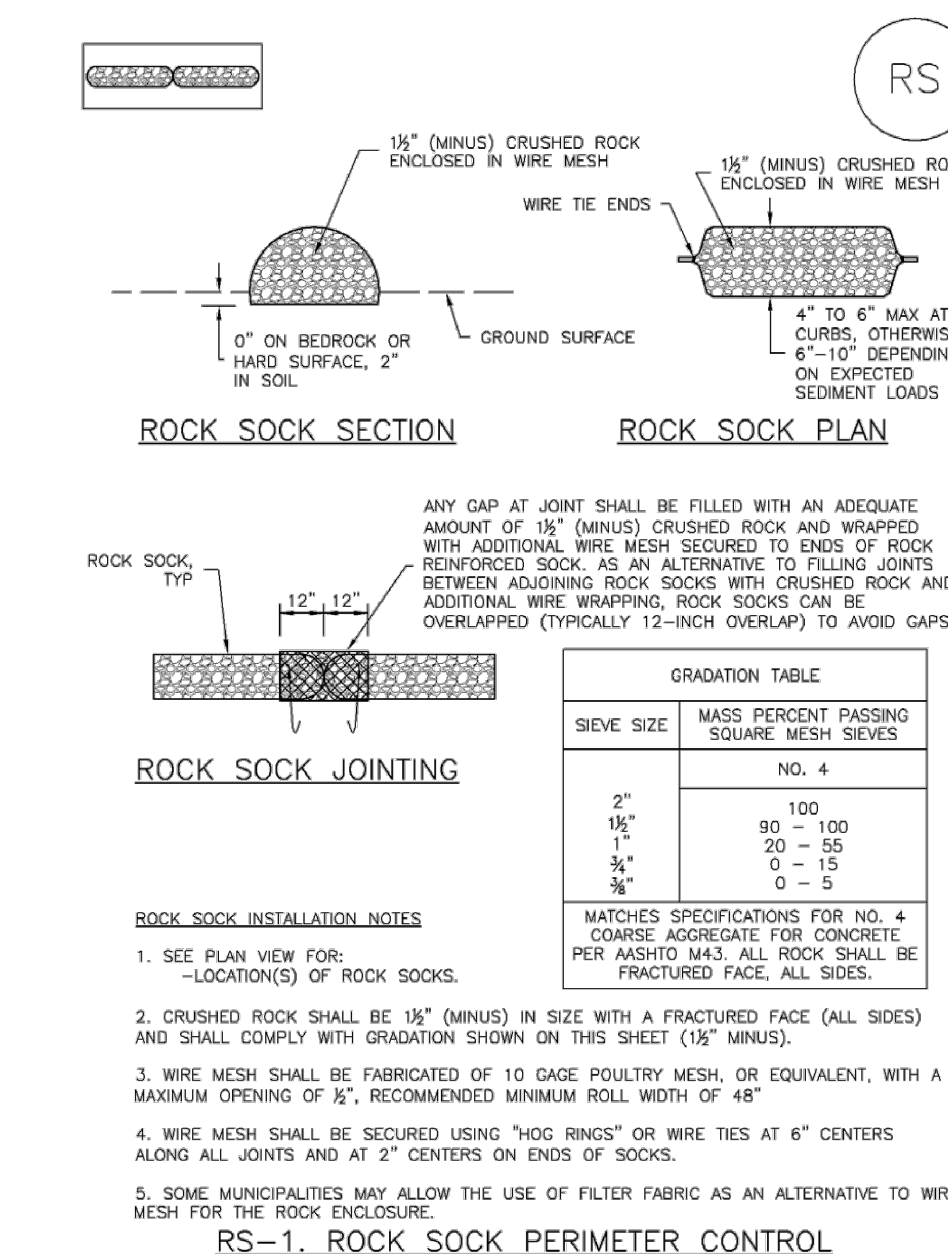 RS
1½" (MINUS) CRUSHED ROCK
ENCLOSED IN WIRE MESH
1½" (MINUS) CRUSHED RO
ENCLOSED IN WIRE MESH
WIRE TIE ENDS
0" ON BEDROCK OR
HARD SURFACE, 2"
IN SOIL
GROUND SURFACE
4" TO 6" MAX AT
CURBS, OTHERWIS
6"-10" DEPENDIN
ON EXPECTED
SEDIMENT LOADS
ROCK SOCK SECTION
ROCK SOCK PLAN
ANY GAP AT JOINT SHALL BE FILLED WITH AN ADEQUATE
AMOUNT OF 1½" (MINUS) CRUSHED ROCK AND WRAPPED
WITH ADDITIONAL WIRE MESH SECURED TO ENDS OF ROCK
REINFORCED SOCK. AS AN ALTERNATIVE TO FILLING JOINTS
BETWEEN ADJOINING ROCK SOCKS WITH CRUSHED ROCK AND
ADDITIONAL WIRE WRAPPING, ROCK SOCKS CAN BE
OVERLAPPED (TYPICALLY 12-INCH OVERLAP) TO AVOID GAPS
ROCK SOCK,
TYP
12" 12"
ROCK SOCK JOINTING
GRADATION TABLE
SIEVE SIZE
MASS PERCENT PASSING
SQUARE MESH SIEVES
NO. 4
2" 100
1½" 90 - 100
1" 20 - 55
¾" 0 - 15
⅜" 0 - 5
MATCHES SPECIFICATIONS FOR NO. 4
COARSE AGGREGATE FOR CONCRETE
PER AASHTO M43. ALL ROCK SHALL BE
FRACTURED FACE, ALL SIDES.
ROCK SOCK INSTALLATION NOTES
1. SEE PLAN VIEW FOR:
-LOCATION(S) OF ROCK SOCKS.
2. CRUSHED ROCK SHALL BE 1½" (MINUS) IN SIZE WITH A FRACTURED FACE (ALL SIDES)
AND SHALL COMPLY WITH GRADATION SHOWN ON THIS SHEET (1½" MINUS).
3. WIRE MESH SHALL BE FABRICATED OF 10 GAGE POULTRY MESH, OR EQUIVALENT, WITH A
MAXIMUM OPENING OF ½", RECOMMENDED MINIMUM ROLL WIDTH OF 48"
4. WIRE MESH SHALL BE SECURED USING "HOG RINGS" OR WIRE TIES AT 6" CENTERS
ALONG ALL JOINTS AND AT 2" CENTERS ON ENDS OF SOCKS.
5. SOME MUNICIPALITIES MAY ALLOW THE USE OF FILTER FABRIC AS AN ALTERNATIVE TO WIR
MESH FOR THE ROCK ENCLOSURE.
RS-1. ROCK SOCK PERIMETER CONTROL